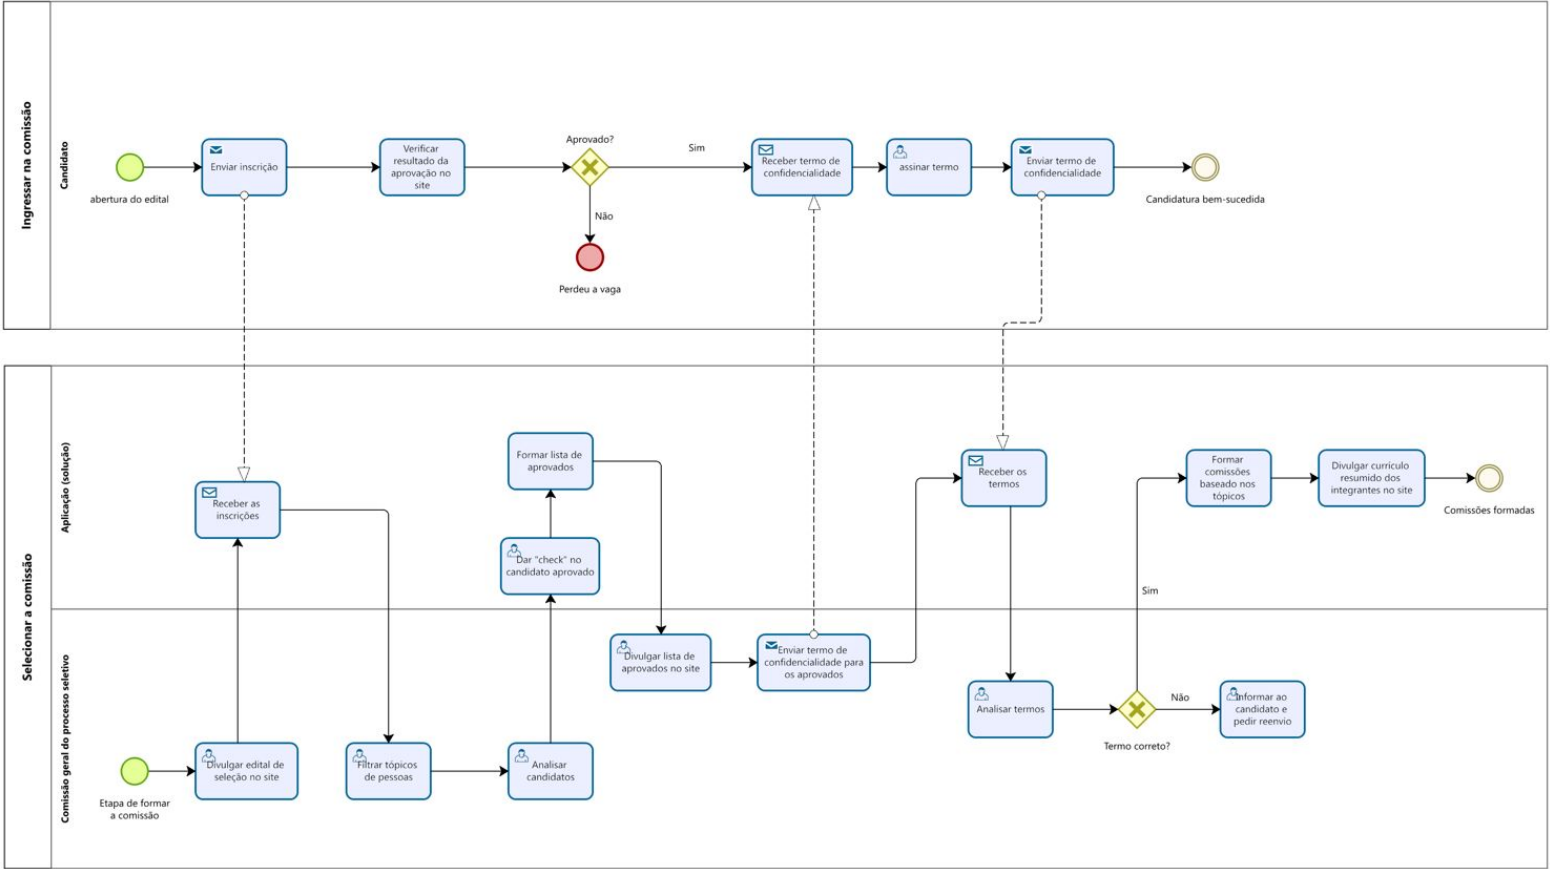 Ingressar na comissão
Candidato
abertura do edital
Enviar inscrição
Verificar
resultado da
aprovação no
site
Aprovado?
Sim
Não
Perdeu a vaga
Receber termo de
confidencialidade
assinar termo
Enviar termo de
confidencialidade
Candidatura bem-sucedida
Selecionar a comissão
Aplicação (solução)
Receber as
inscrições
Formar lista de
aprovados
Dar "check" no
candidato aprovado
Receber os
termos
Formar
comissões
baseado nos
tópicos
Divulgar curriculo
resumido dos
integrantes no site
Comissões formadas
Sim
Comissão geral do processo seletivo
Etapa de formar
a comissão
Divulgar edital de
seleção no site
Filtrar tópicos
de pessoas
Analisar
candidatos
Divulgar lista de
aprovados no site
Enviar termo de
confidencialidade para
os aprovados
Analisar termos
Termo correto?
Não
Informar ao
candidato e
pedir reenvio